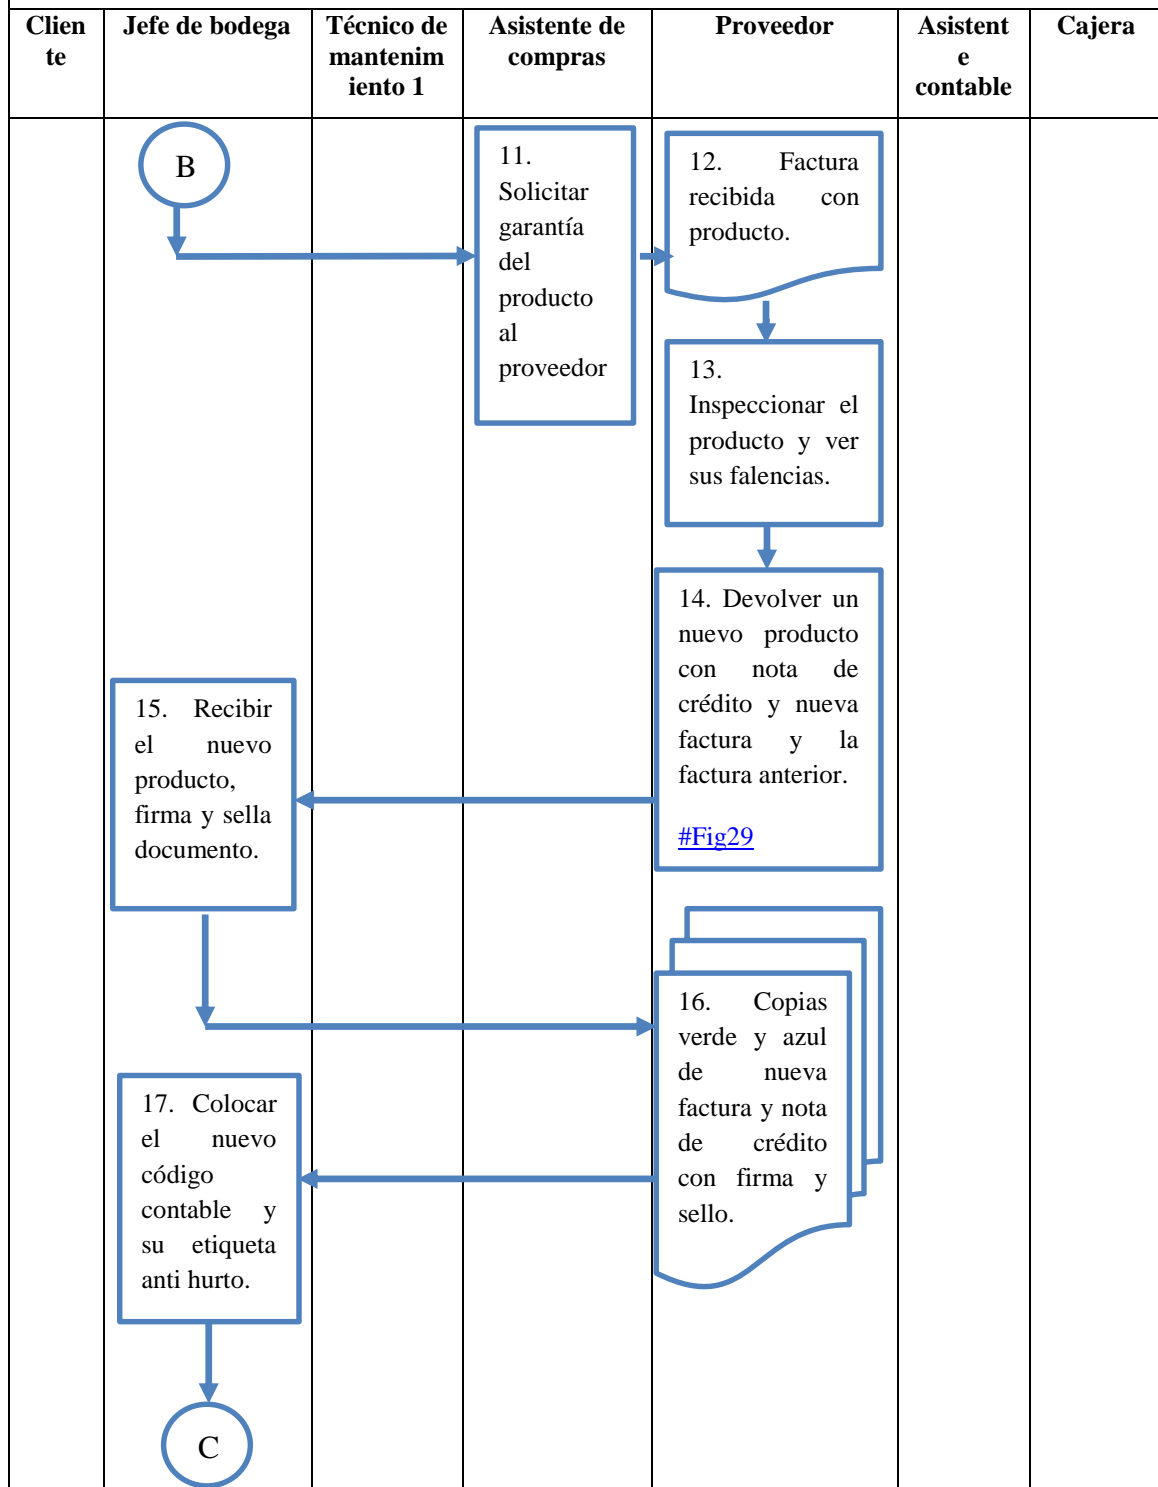 Clien
te
Jefe de bodega
Técnico de
mantenim
iento 1
Asistente de
compras
Proveedor
Asistent
e
contable
Cajera
B
11.
Solicitar
garantía
del
producto
al
proveedor
12. Factura
recibida con
producto.
13.
Inspeccionar el
producto y ver
sus falencias.
14. Devolver un
nuevo producto
con nota de
crédito y nueva
factura y la
factura anterior.
#Fig29
15. Recibir
el nuevo
producto,
firma y sella
documento.
16. Copias
verde y azul
de nueva
factura y nota
de crédito
con firma y
sello.
17. Colocar
el nuevo
código
contable y
su etiqueta
anti hurto.
C